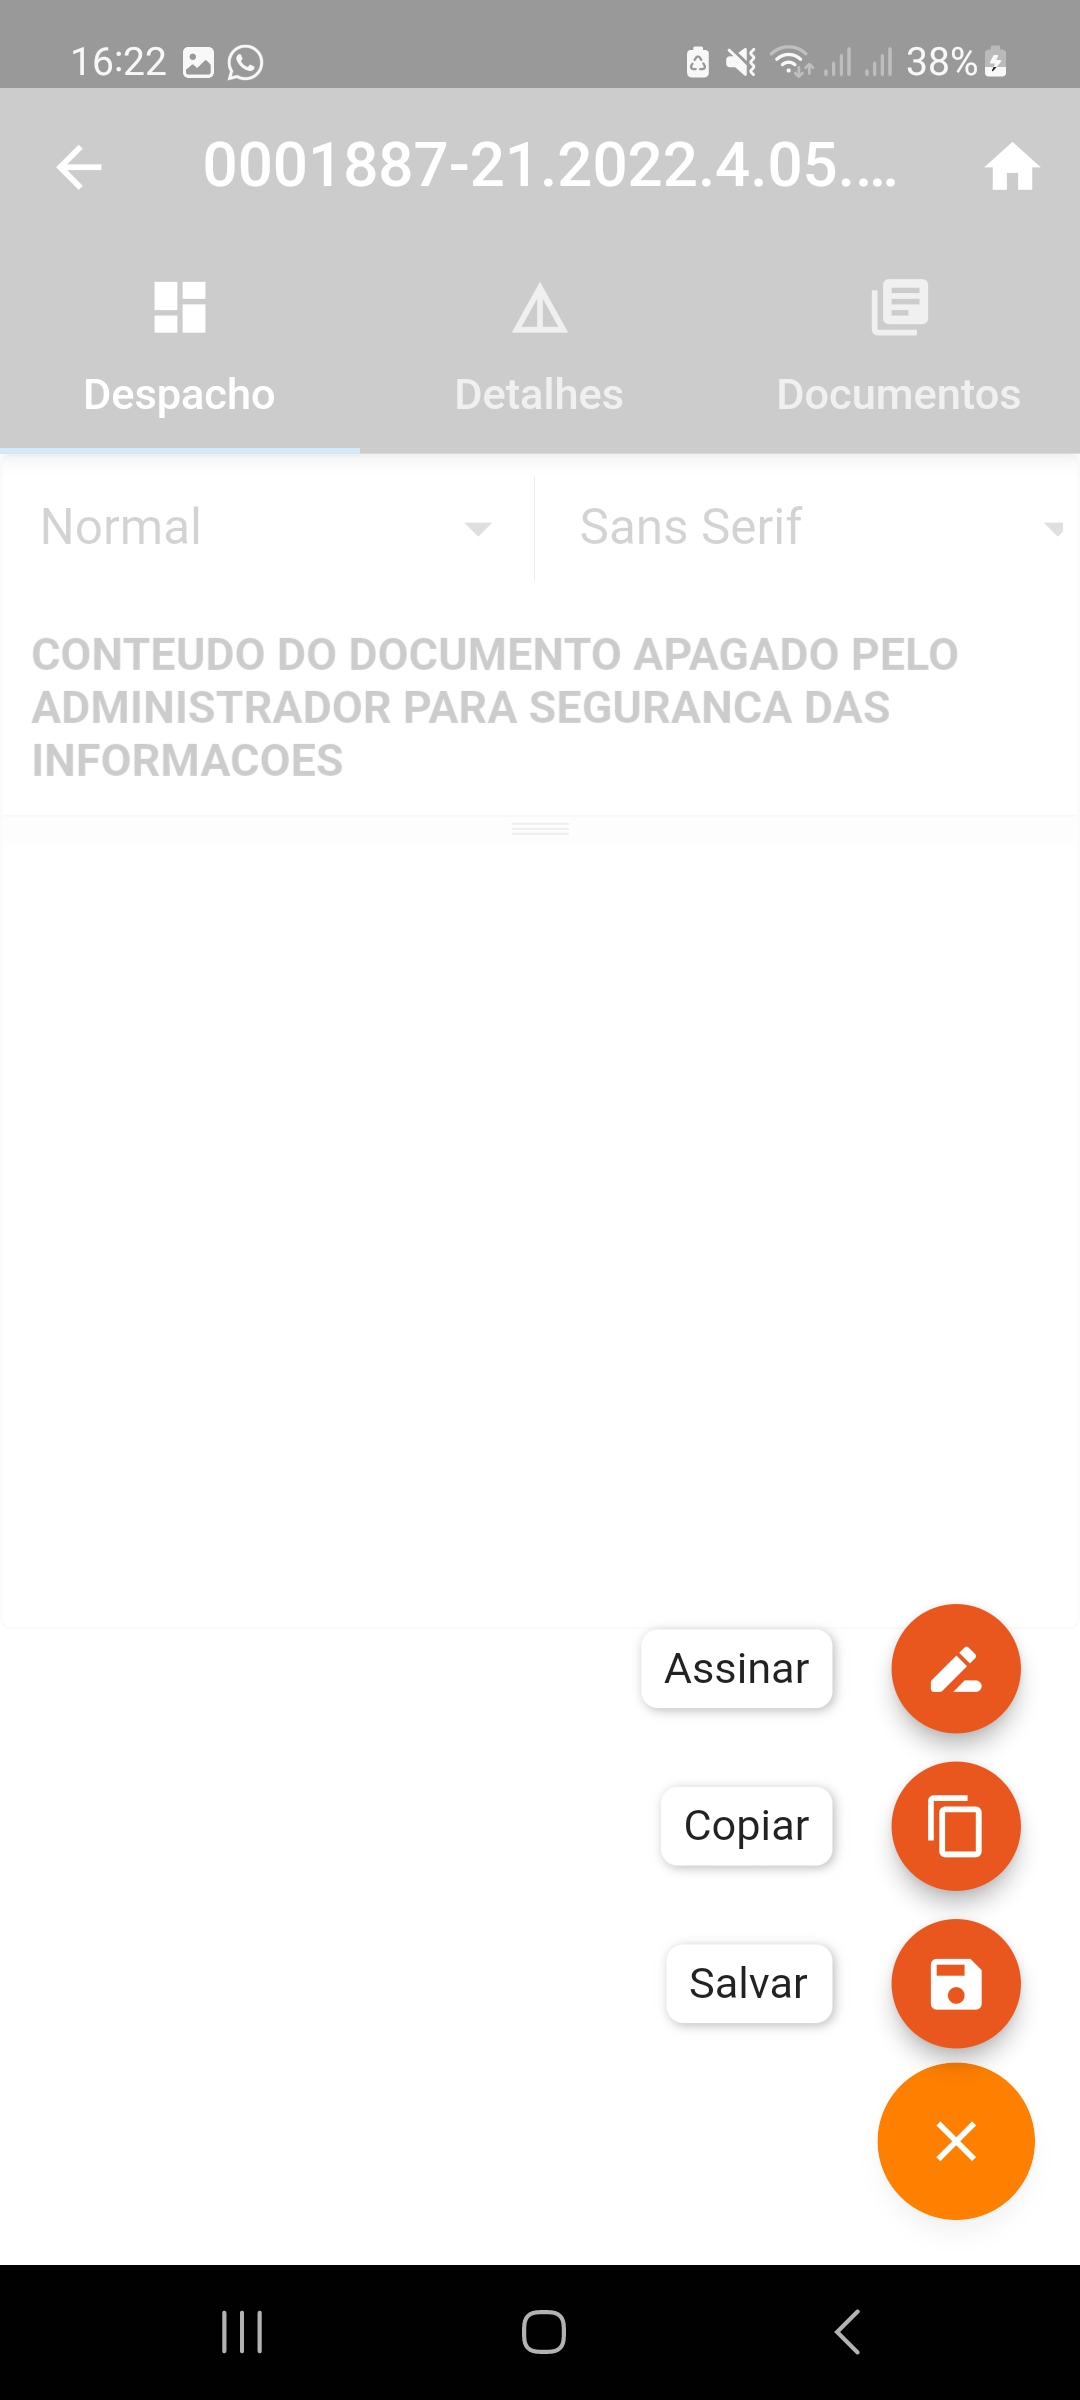 16:22
38%
0001887-21.2022.4.05....
Despacho
Detalhes
Documentos
Normal
Sans Serif
CONTEUDO DO DOCUMENTO APAGADO PELO
ADMINISTRADOR PARA SEGURANCA DAS
INFORMACOES
Assinar
Copiar
Salvar